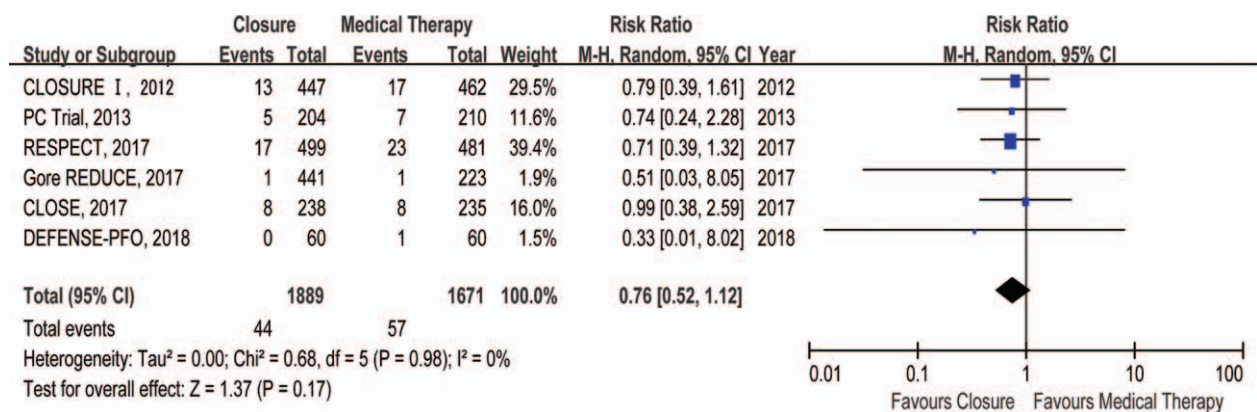 Closure Medical Therapy Risk Ratio Risk Ratio
Study or Subgroup Events Total Events Total Weight M-H, Random, 95% CI Year M-H, Random, 95% CI
CLOSURE I, 2012 13 447 17 462 29.5% 0.79 [0.39, 1.61] 2012
PC Trial, 2013 5 204 7 210 11.6% 0.74 [0.24, 2.28] 2013
RESPECT, 2017 17 499 23 481 39.4% 0.71 [0.39, 1.32] 2017
Gore REDUCE, 2017 1 441 1 223 1.9% 0.51 [0.03, 8.05] 2017
CLOSE, 2017 8 238 8 235 16.0% 0.99 [0.38, 2.59] 2017
DEFENSE-PFO, 2018 0 60 1 60 1.5% 0.33 [0.01, 8.02] 2018
Total (95% CI) 1889 1671 100.0% 0.76 [0.52, 1.12]
Total events 44 57
Heterogeneity: Tau² = 0.00; Chi² = 0.68, df = 5 (P = 0.98); I² = 0%
Test for overall effect: Z = 1.37 (P = 0.17)
0.01 0.1 1 10 100
Favours Closure Favours Medical Therapy